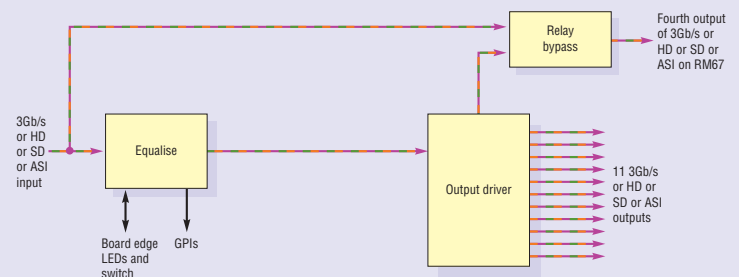 Relay
bypass
Fourth output
of 3Gb/s or
HD or SD or
ASI on RM67
3Gb/s
or HD
or SD
or ASI
input
Equalise
Output driver
11 3Gb/s
or HD or
SD or ASI
outputs
Board edge
LEDs and
switch
GPIs